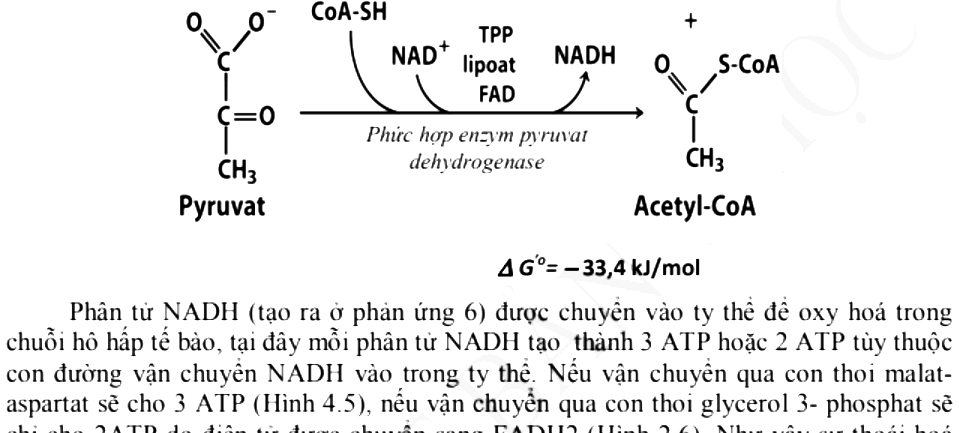 O O⁻ CoA-SH +
NAD⁺ TPP NADH O S-CoA
C lipoat C
FAD
C=O
Phức hợp enzym pyruvat
CH₃ dehydrogenase CH₃
Pyruvat Acetyl-CoA
Δ G'º= – 33,4 kJ/mol
Phân tử NADH (tạo ra ở phản ứng 6) được chuyển vào ty thể để oxy hoá trong
chuỗi hô hấp tế bào, tại đây mỗi phân tử NADH tạo thành 3 ATP hoặc 2 ATP tùy thuộc
con đường vận chuyển NADH vào trong ty thể. Nếu vận chuyển qua con thoi malat-
aspartat sẽ cho 3 ATP (Hình 4.5), nếu vận chuyển qua con thoi glycerol 3- phosphat sẽ